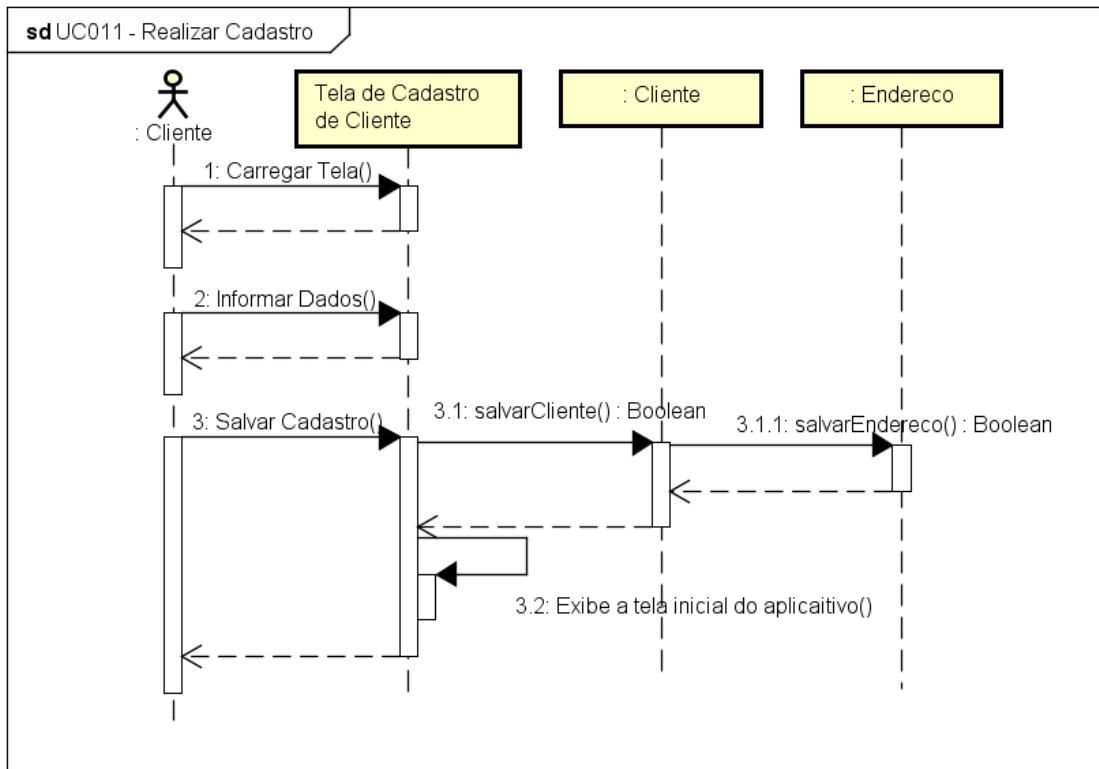 sd UC011 - Realizar Cadastro
: Cliente
Tela de Cadastro
de Cliente
: Cliente
: Endereco
1: Carregar Tela()
2: Informar Dados()
3: Salvar Cadastro()
3.1: salvarCliente() : Boolean
3.1.1: salvarEndereco() : Boolean
3.2: Exibe a tela inicial do aplicaitivo()